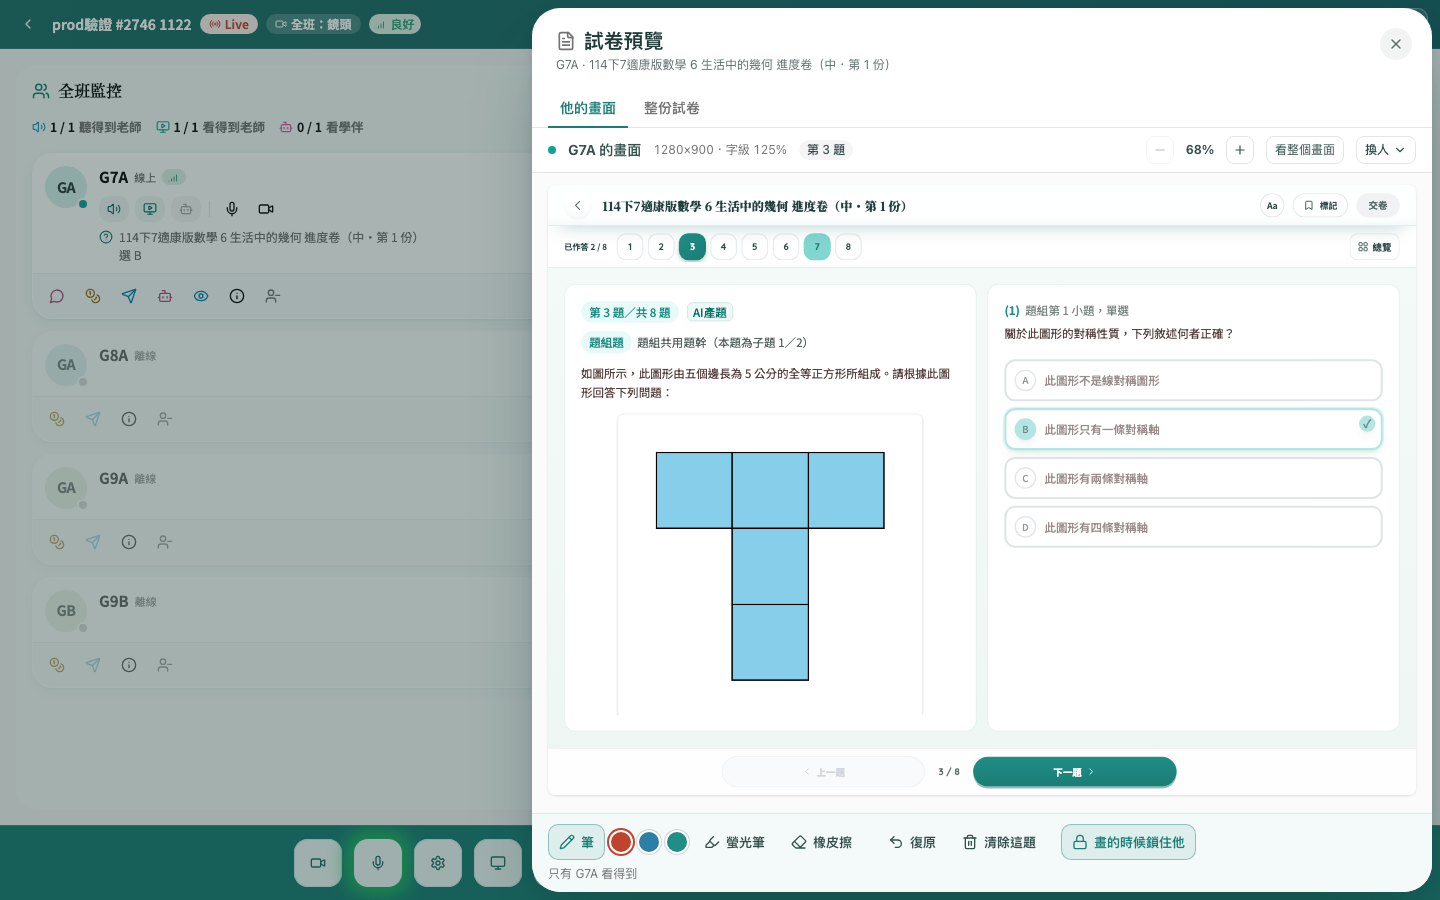 prod驗證 #2746 1122 Live 全班：鏡頭 良好
全班監控
1 / 1 聽得到老師 1 / 1 看得到老師 0 / 1 看學伴
GA G7A 線上
114下7適康版數學 6 生活中的幾何 進度卷（中・第 1 份）
選 B
GA G8A 離線
GA G9A 離線
GB G9B 離線
試卷預覽
G7A · 114下7適康版數學 6 生活中的幾何 進度卷（中・第 1 份）
他的畫面 整份試卷
G7A 的畫面 1280×900 · 字級 125% 第 3 題 68% 看整個畫面 換人
114下7適康版數學 6 生活中的幾何 進度卷（中・第 1 份） Aa 標記 交卷
已作答 2 / 8 1 2 3 4 5 6 7 8 總覽
第 3 題／共 8 題 AI產題
題組題 題組共用題幹（本題為子題 1／2）
如圖所示，此圖形由五個邊長為 5 公分的全等正方形所組成。請根據此圖
形回答下列問題：
(1) 題組第 1 小題，單選
關於此圖形的對稱性質，下列敘述何者正確？
A 此圖形不是線對稱圖形
B 此圖形只有一條對稱軸
C 此圖形有兩條對稱軸
D 此圖形有四條對稱軸
上一題 3 / 8 下一題
筆 螢光筆 橡皮擦 復原 清除這題 畫的時候鎖住他
只有 G7A 看得到